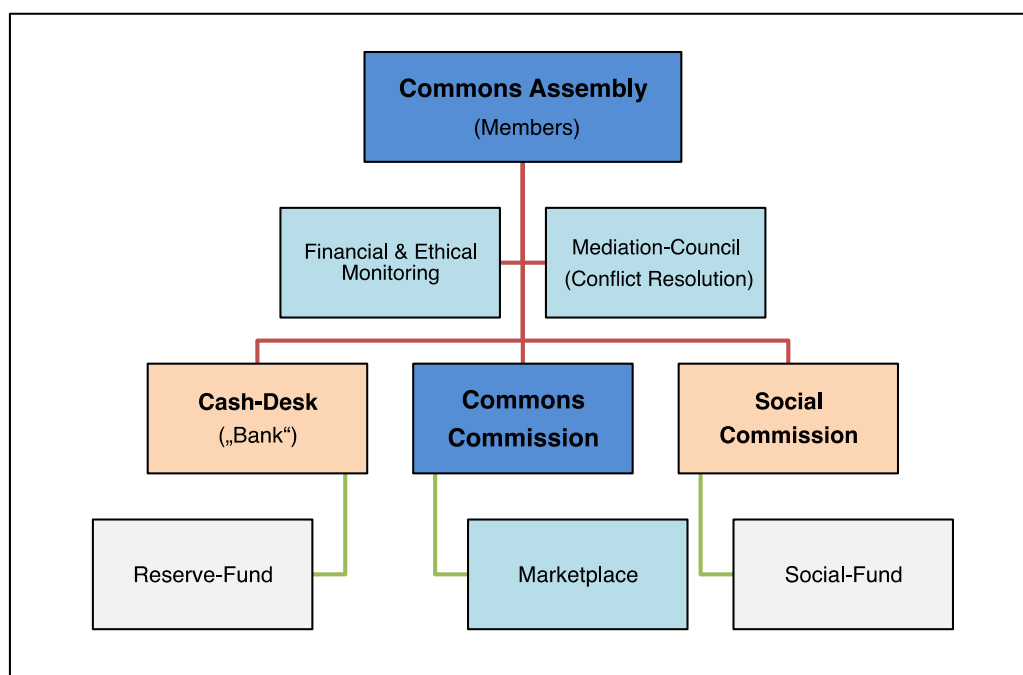 Commons Assembly
(Members)
Financial & Ethical
Monitoring
Mediation-Council
(Conflict Resolution)
Cash-Desk
(„Bank“)
Commons
Commission
Social
Commission
Reserve-Fund
Marketplace
Social-Fund